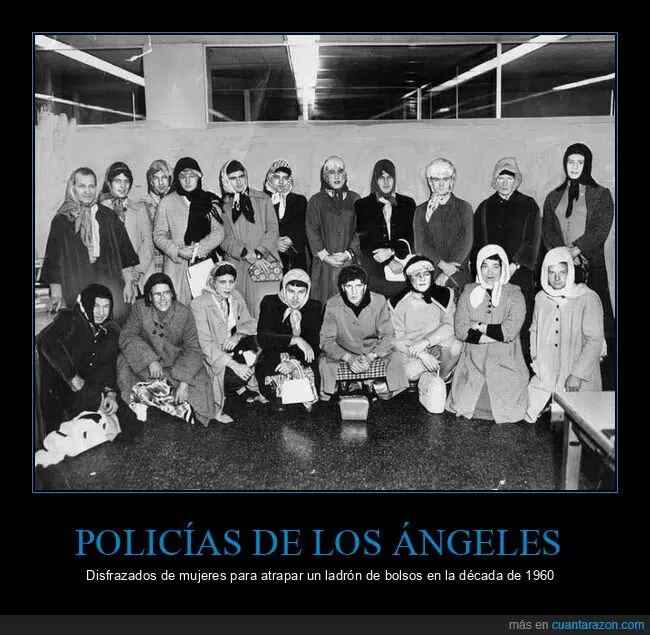 POLICÍAS DE LOS ÁNGELES
Disfrazados de mujeres para atrapar un ladrón de bolsos en la década de 1960
más en cuantarazon.com